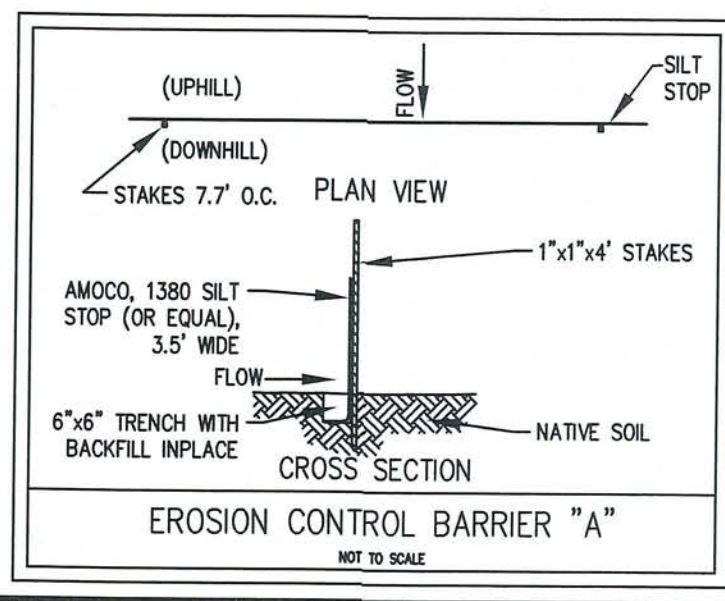 (UPHILL)
FLOW
SILT
STOP
(DOWNHILL)
STAKES 7.7' O.C.
PLAN VIEW
1"x1"x4' STAKES
AMOCO, 1380 SILT
STOP (OR EQUAL),
3.5' WIDE
FLOW
6"x6" TRENCH WITH
BACKFILL INPLACE
NATIVE SOIL
CROSS SECTION
EROSION CONTROL BARRIER "A"
NOT TO SCALE